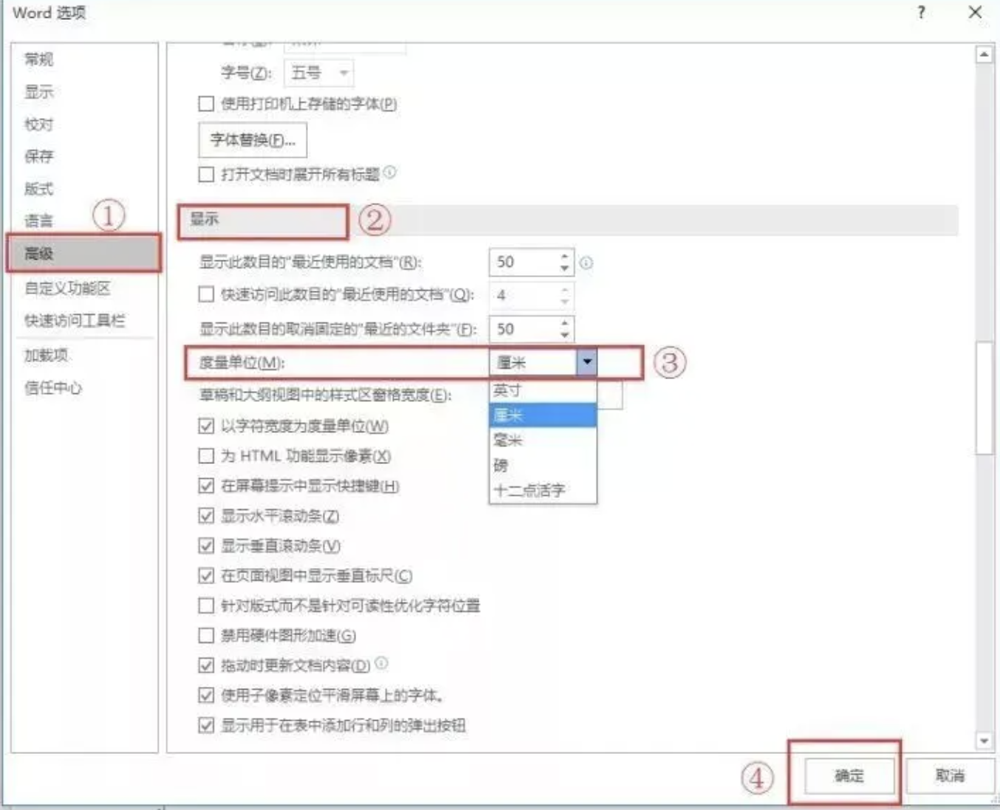 Word 选项
?
常规
显示
校对
保存
版式
语言
①
高级
自定义功能区
快速访问工具栏
加载项
信任中心
字号(Z): 五号
使用打印机上存储的字体(P)
字体替换(F)...
打开文档时展开所有标题
显示 ②
显示此数目的"最近使用的文档"(R): 50
快速访问此数目的"最近使用的文档"(Q): 4
显示此数目的取消固定的"最近的文件夹"(F): 50
度量单位(M): 厘米 ③
草稿和大纲视图中的样式区窗格宽度(E):
英寸
厘米
毫米
磅
十二点活字
以字符宽度为度量单位(W)
为 HTML 功能显示像素(X)
在屏幕提示中显示快捷键(H)
显示水平滚动条(Z)
显示垂直滚动条(V)
在页面视图中显示垂直标尺(C)
针对版式而不是针对可读性优化字符位置
禁用硬件图形加速(G)
拖动时更新文档内容(D)
使用子像素定位平滑屏幕上的字体。
显示用于在表中添加行和列的弹出按钮
④ 确定 取消